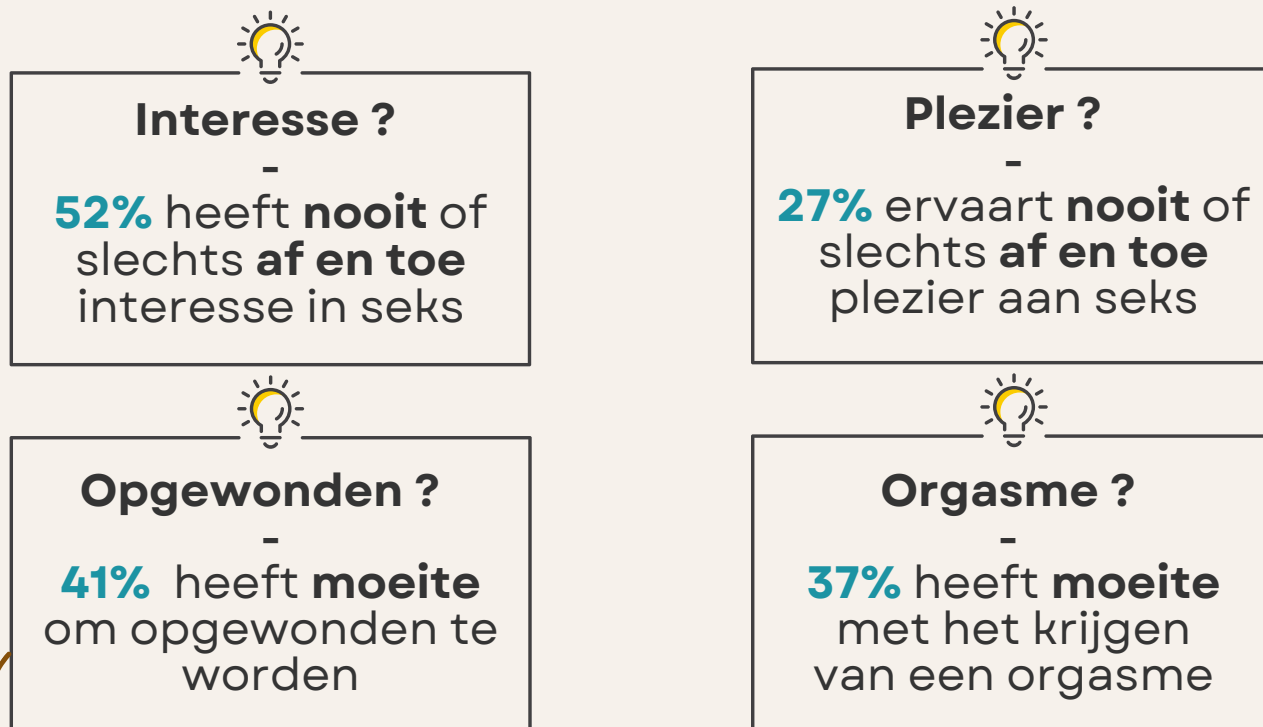 Interesse ?
-
52% heeft nooit of
slechts af en toe
interesse in seks
Plezier ?
-
27% ervaart nooit of
slechts af en toe
plezier aan seks
Opgewonden ?
-
41% heeft moeite
om opgewonden te
worden
Orgasme ?
-
37% heeft moeite
met het krijgen
van een orgasme